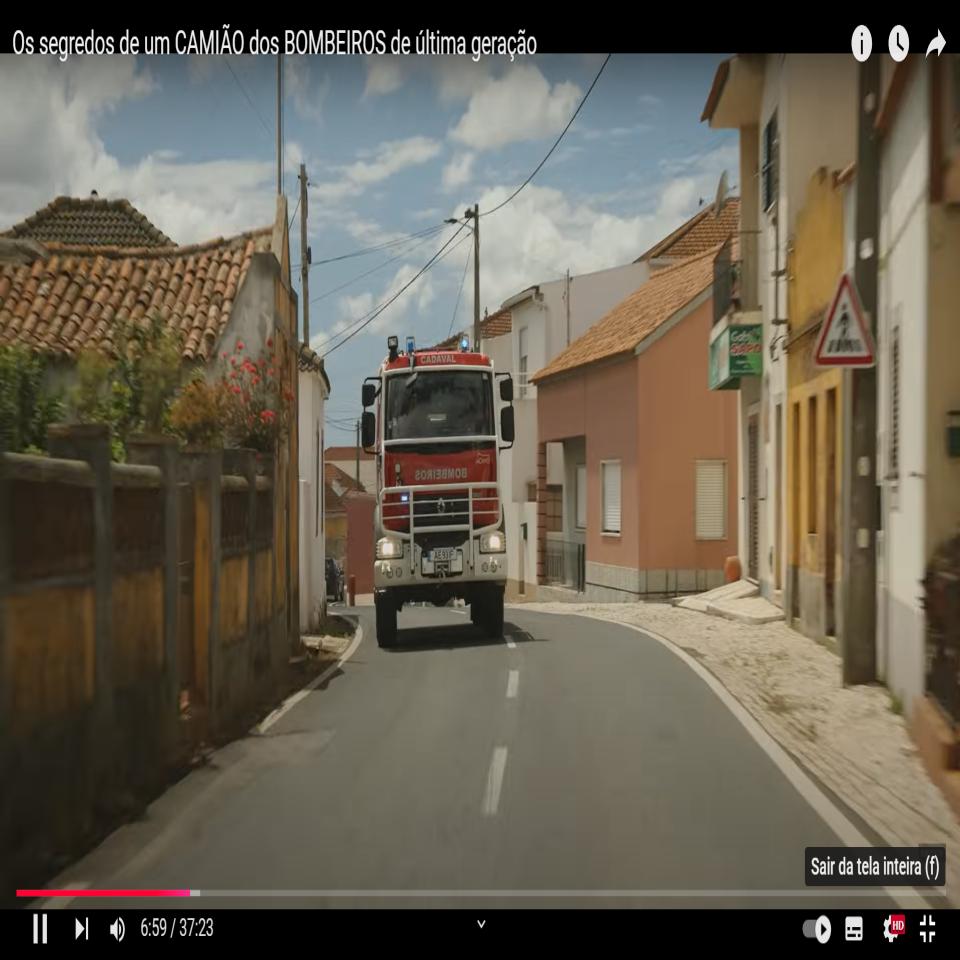 Os segredos de um CAMIÃO dos BOMBEIROS de última geração
CADAVAL
BOMBEIROS
Sair da tela inteira (f)
6:59 / 37:23
HD